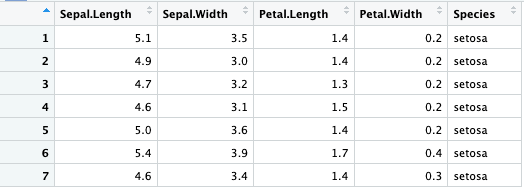 Sepal.Length Sepal.Width Petal.Length Petal.Width Species
1 5.1 3.5 1.4 0.2 setosa
2 4.9 3.0 1.4 0.2 setosa
3 4.7 3.2 1.3 0.2 setosa
4 4.6 3.1 1.5 0.2 setosa
5 5.0 3.6 1.4 0.2 setosa
6 5.4 3.9 1.7 0.4 setosa
7 4.6 3.4 1.4 0.3 setosa